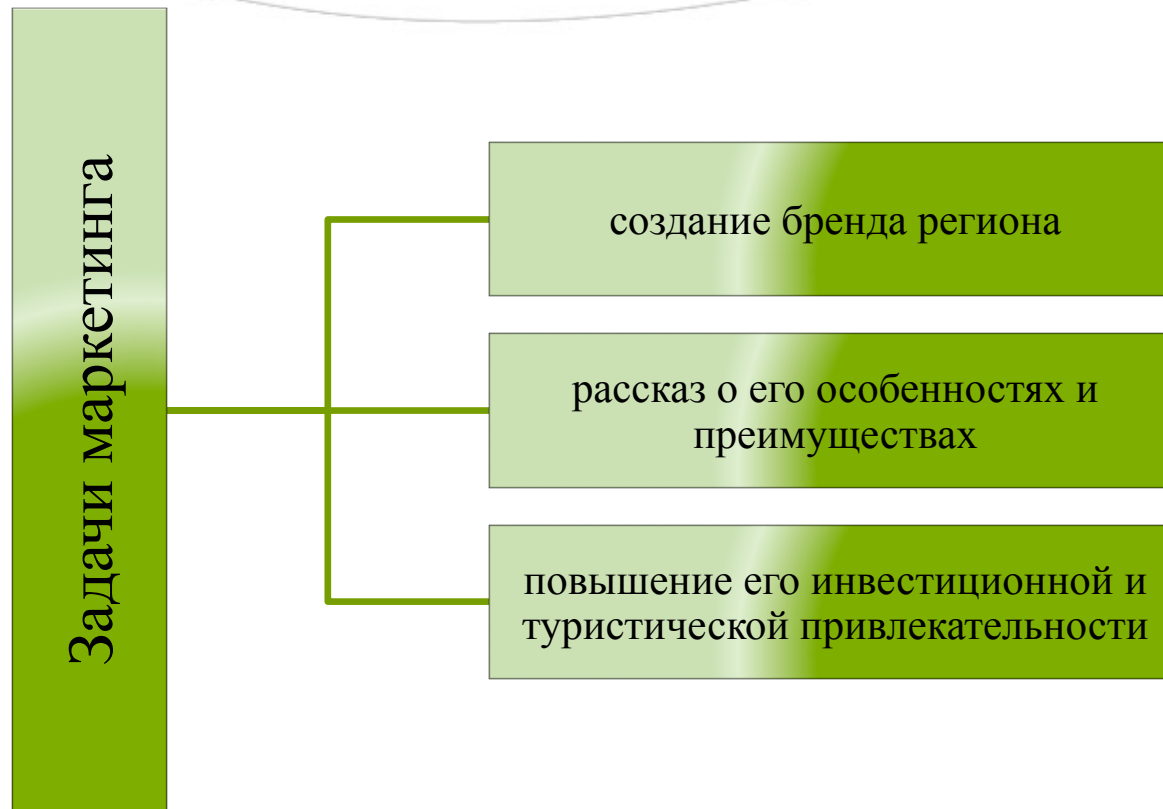 Задачи маркетинга
создание бренда региона
рассказ о его особенностях и
преимуществах
повышение его инвестиционной и
туристической привлекательности